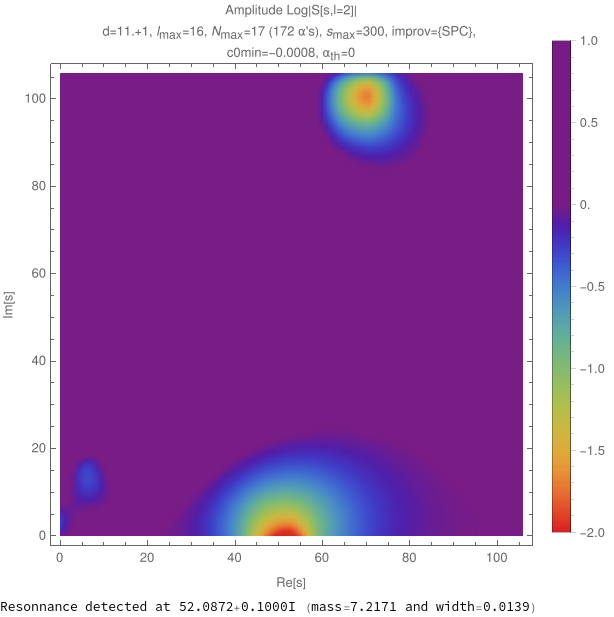 Amplitude Log|S[s,l=2]|
d=11.+1, lmax=16, Nmax=17 (172 α's), smax=300, improv={SPC},
c0min=−0.0008, αth=0
1.0
100
0.5
80
0.
60
−0.5
Im[s]
40
−1.0
20
−1.5
0
−2.0
0 20 40 60 80 100
Re[s]
Resonnance detected at 52.0872+0.1000I (mass=7.2171 and width=0.0139)